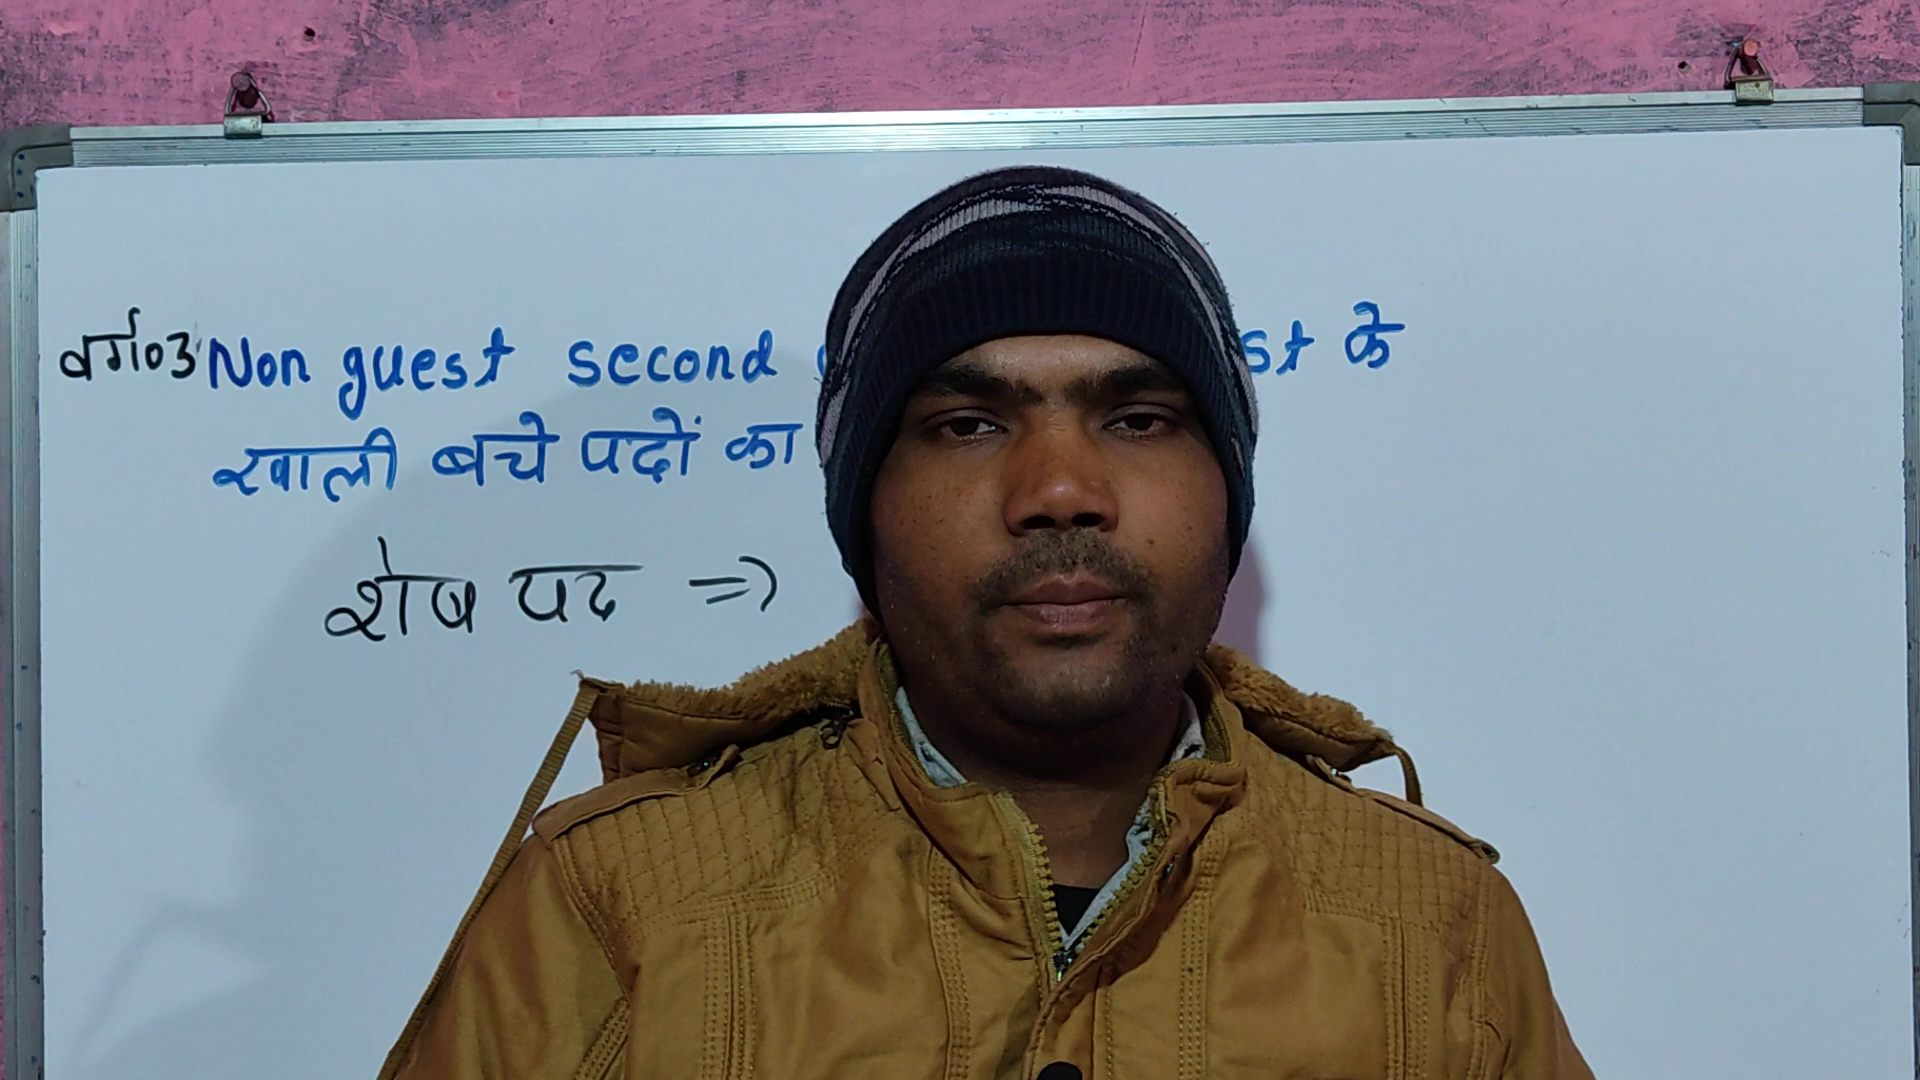 वर्ग03 Non guest second st के
खाली बचे पदों का
शेष पद =>